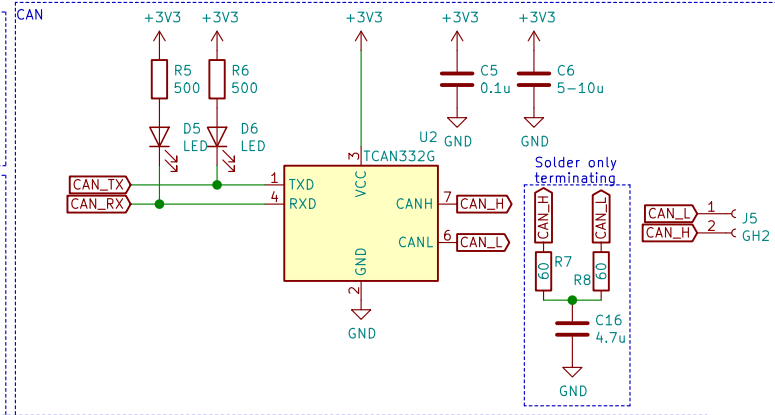 CAN
+3V3
+3V3
+3V3
+3V3
+3V3
R5
500
R6
500
C5
0.1u
C6
5-10u
D5
LED
D6
LED
GND
GND
U2
TCAN332G
3
VCC
CAN_TX
1
TXD
CAN_RX
4
RXD
CANH
7
CAN_H
CANL
6
CAN_L
GND
2
GND
Solder only
terminating
CAN_H
CAN_L
60
R7
R8
60
C16
4.7u
GND
CAN_L
1
CAN_H
2
J5
GH2